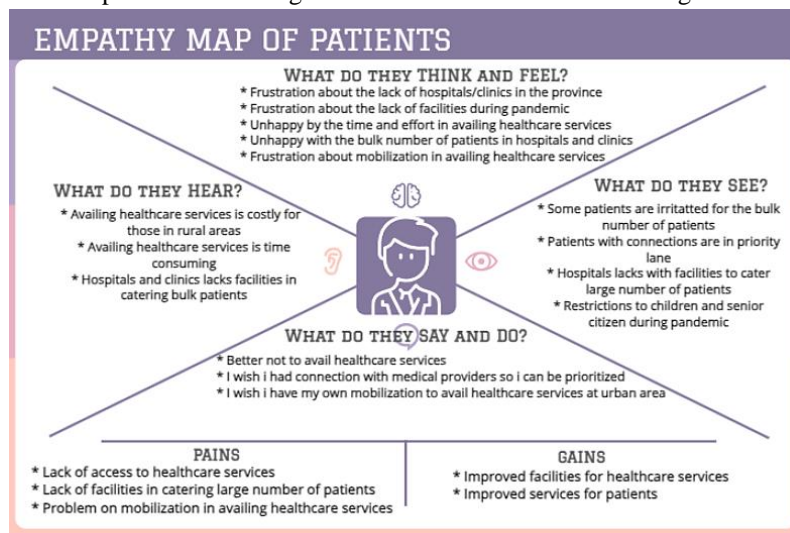 EMPATHY MAP OF PATIENTS
WHAT DO THEY THINK AND FEEL?
* Frustration about the lack of hospitals/clinics in the province
* Frustration about the lack of facilities during pandemic
* Unhappy by the time and effort in availing healthcare services
* Unhappy with the bulk number of patients in hospitals and clinics
* Frustration about mobilization in availing healthcare services
WHAT DO THEY HEAR?
* Availing healthcare services is costly for
those in rural areas
* Availing healthcare services is time
consuming
* Hospitals and clinics lacks facilities in
catering bulk patients
WHAT DO THEY SEE?
* Some patients are irritatted for the bulk
number of patients
* Patients with connections are in priority
lane
* Hospitals lacks with facilities to cater
large number of patients
* Restrictions to children and senior
citizen during pandemic
WHAT DO THEY SAY AND DO?
* Better not to avail healthcare services
* I wish i had connection with medical providers so i can be prioritized
* I wish i have my own mobilization to avail healthcare services at urban area
PAINS
* Lack of access to healthcare services
* Lack of facilities in catering large number of patients
* Problem on mobilization in availing healthcare services
GAINS
* Improved facilities for healthcare services
* Improved services for patients